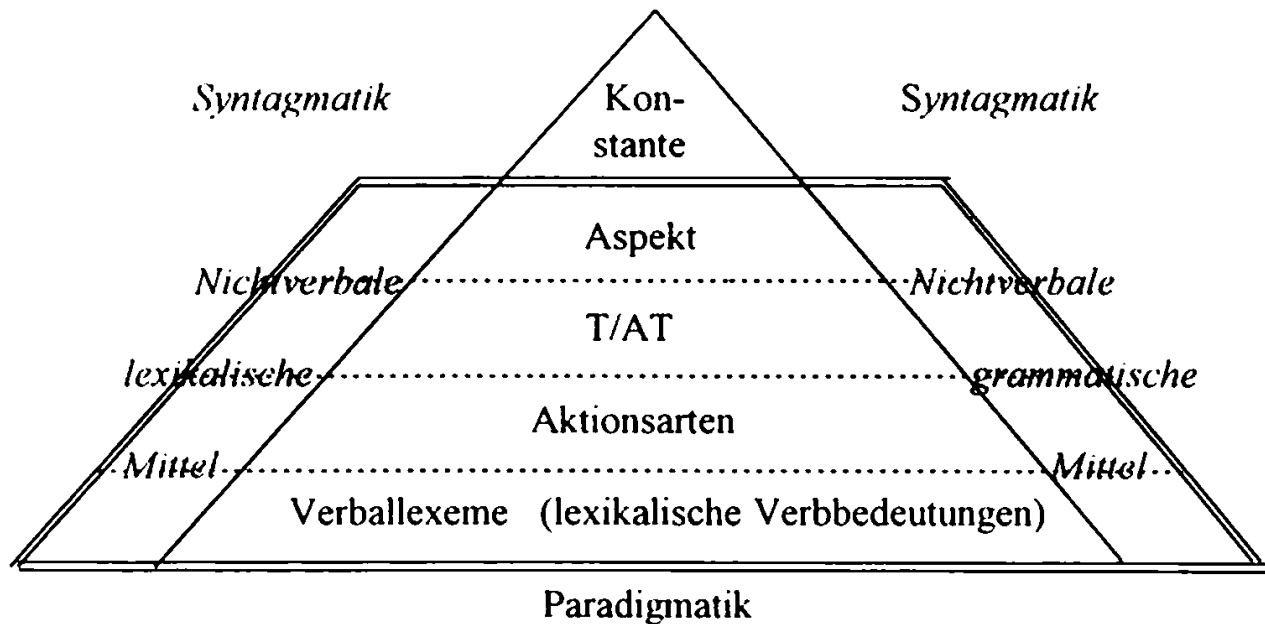 Syntagmatik Kon- Syntagmatik
stante
Aspekt
Nichtverbale Nichtverbale
T/AT
lexikalische grammatische
Aktionsarten
Mittel Mittel
Verballexeme (lexikalische Verbbedeutungen)
Paradigmatik